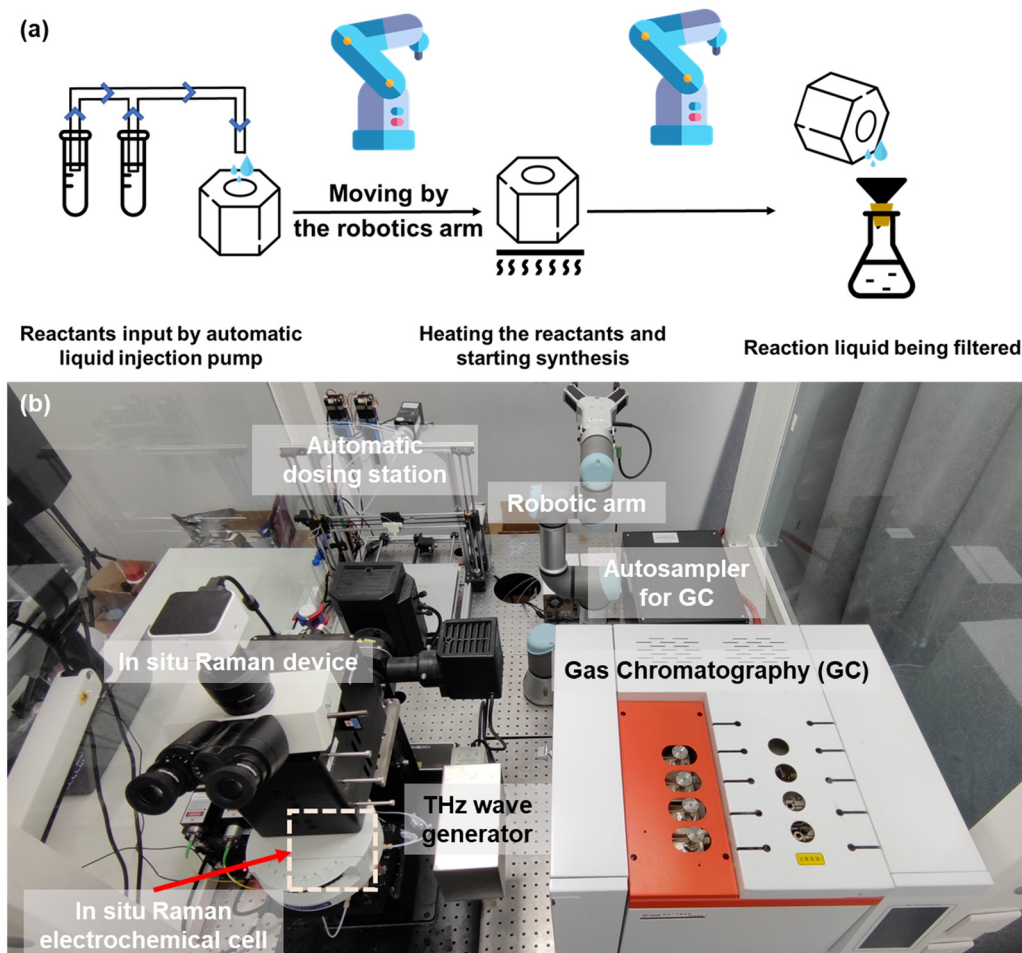 (a)
Moving by
the robotics arm
Reactants input by automatic
liquid injection pump
Heating the reactants and
starting synthesis
Reaction liquid being filtered
(b)
Automatic
dosing station
Robotic arm
Autosampler
for GC
In situ Raman device
Gas Chromatography (GC)
THz wave
generator
In situ Raman
electrochemical cell